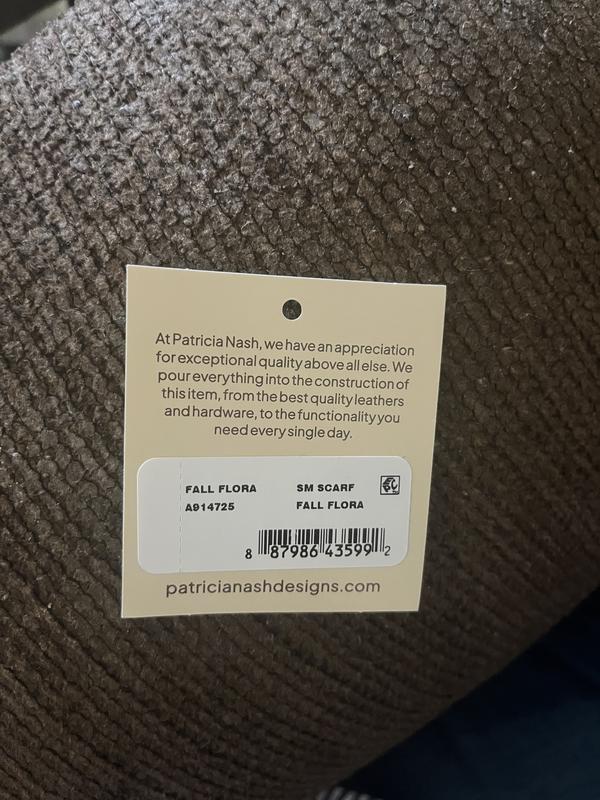 At Patricia Nash, we have an appreciation
for exceptional quality above all else. We
pour everything into the construction of
this item, from the best quality leathers
and hardware, to the functionality you
need every single day.
FALL FLORA SM SCARF
A914725 FALL FLORA
8 87986 43599 2
patricianashdesigns.com